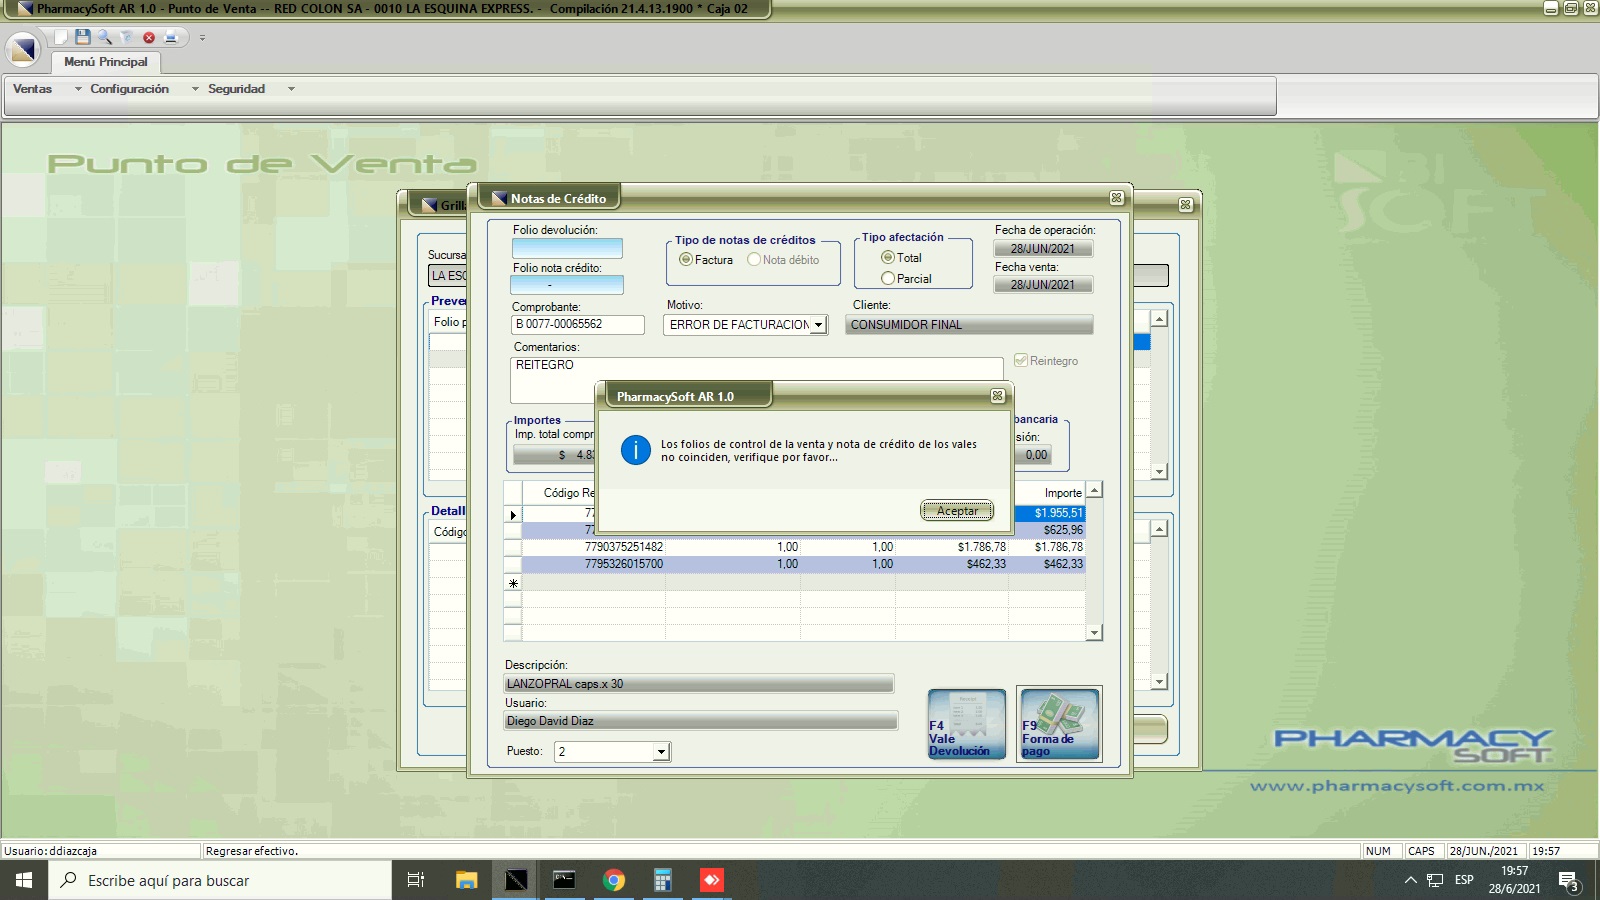 PharmacySoft AR 1.0 - Punto de Venta -- RED COLON SA - 0010 LA ESQUINA EXPRESS. - Compilación 21.4.13.1900 * Caja 02
Menú Principal
Ventas Configuración Seguridad
Punto de Venta
BI SOFT
Grill
Notas de Crédito
Sucursa
LA ESQ
Preve
Folio p
Detall
Código
Folio devolución:
Folio nota crédito:
-
Tipo de notas de créditos
Factura Nota débito
Tipo afectación
Total
Parcial
Fecha de operación:
28/JUN/2021
Fecha venta:
28/JUN/2021
Comprobante:
B 0077-00065562
Motivo:
ERROR DE FACTURACION
Cliente:
CONSUMIDOR FINAL
Comentarios:
REITEGRO
Reintegro
Importes
Imp. total compr
$ 4.83
bancaria
sión:
0,00
PharmacySoft AR 1.0
Los folios de control de la venta y nota de crédito de los vales
no coinciden, verifique por favor...
Aceptar
Código Re Importe
77 $1.955,51
77 $625,96
7790375251482 1,00 1,00 $1.786,78 $1.786,78
7795326015700 1,00 1,00 $462,33 $462,33
Descripción:
LANZOPRAL caps.x 30
Usuario:
Diego David Diaz
Puesto: 2
F4
Vale
Devolución
F9
Forma de
pago
PHARMACY
SOFT
www.pharmacysoft.com.mx
Usuario: ddiazcaja Regresar efectivo. NUM CAPS 28/JUN./2021 19:57
Escribe aquí para buscar
ESP
19:57
28/6/2021
3